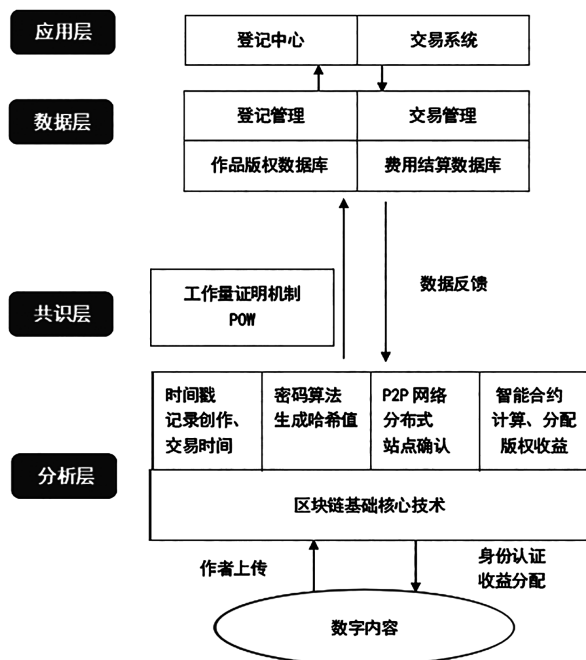 应用层
登记中心
交易系统
数据层
登记管理
交易管理
作品版权数据库
费用结算数据库
数据反馈
共识层
工作量证明机制
POW
时间戳
记录创作、
交易时间
密码算法
生成哈希值
P2P 网络
分布式
站点确认
智能合约
计算、分配
版权收益
分析层
区块链基础核心技术
作者上传
身份认证
收益分配
数字内容